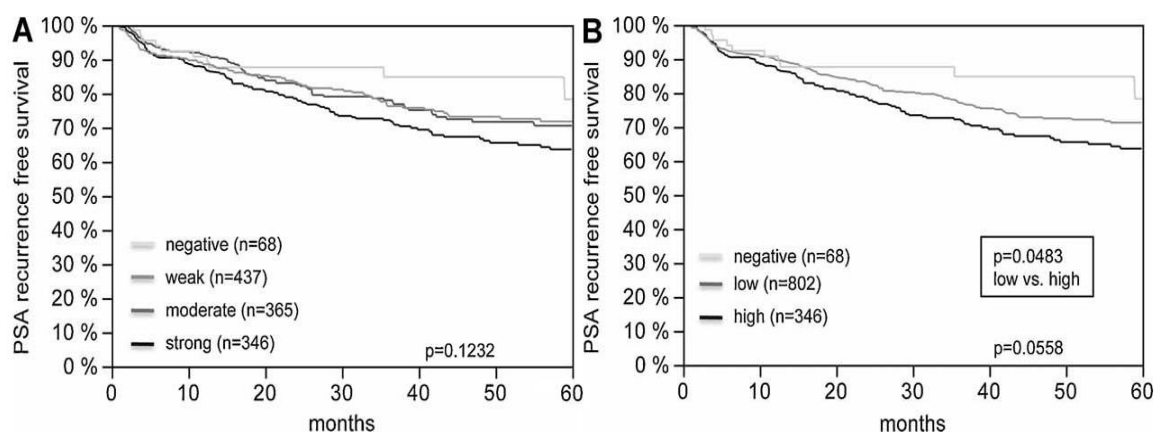 A
PSA recurrence free survival
100 %
90 %
80 %
70 %
60 %
50 %
40 %
30 %
20 %
10 %
0 %
negative (n=68)
weak (n=437)
moderate (n=365)
strong (n=346)
p=0.1232
0 10 20 30 40 50 60
months
B
PSA recurrence free survival
100 %
90 %
80 %
70 %
60 %
50 %
40 %
30 %
20 %
10 %
0 %
negative (n=68)
low (n=802)
high (n=346)
p=0.0483
low vs. high
p=0.0558
0 10 20 30 40 50 60
months